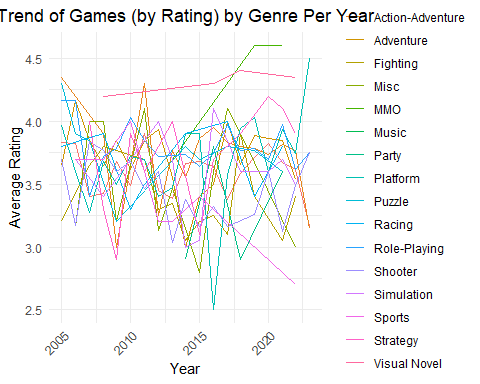 Trend of Games (by Rating) by Genre Per Year
Average Rating
4.5
4.0
3.5
3.0
2.5
2005
2010
2015
2020
Year
Action-Adventure
Adventure
Fighting
Misc
MMO
Music
Party
Platform
Puzzle
Racing
Role-Playing
Shooter
Simulation
Sports
Strategy
Visual Novel